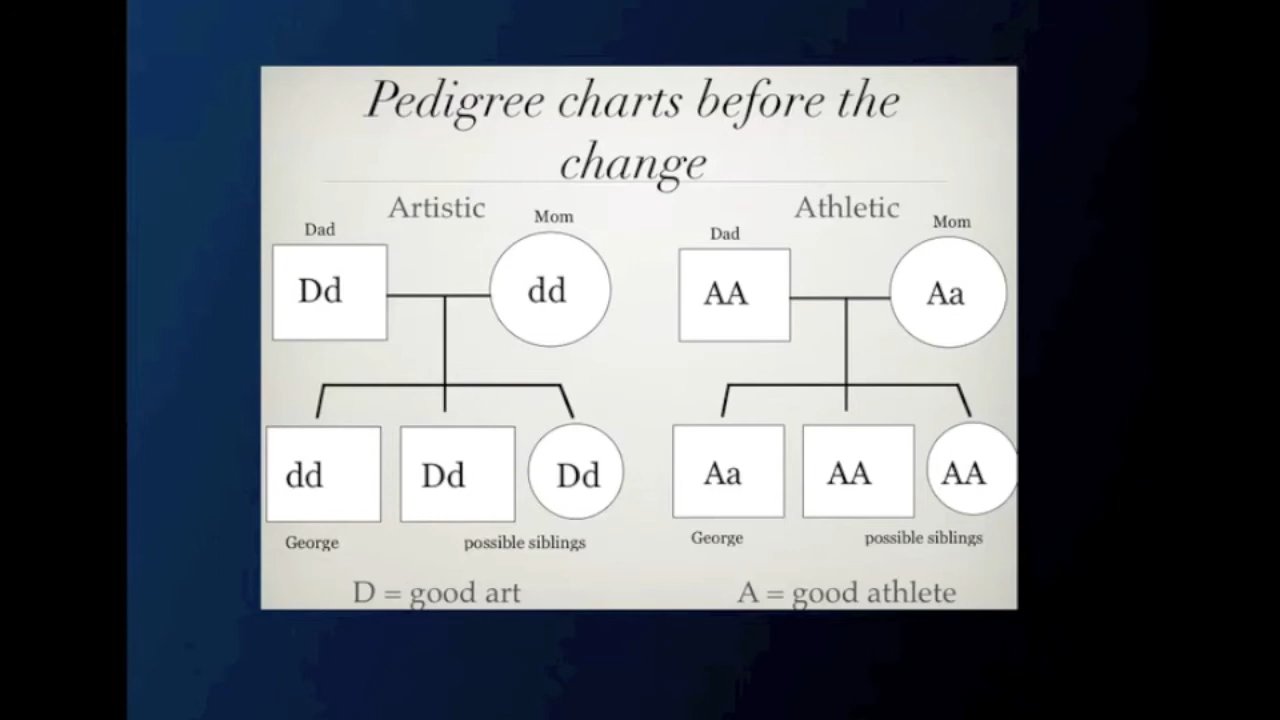 Pedigree charts before the
change
Artistic
Dad
Mom
Dd
dd
dd
Dd
Dd
George
possible siblings
D = good art
Athletic
Dad
Mom
AA
Aa
Aa
AA
AA
George
possible siblings
A = good athlete